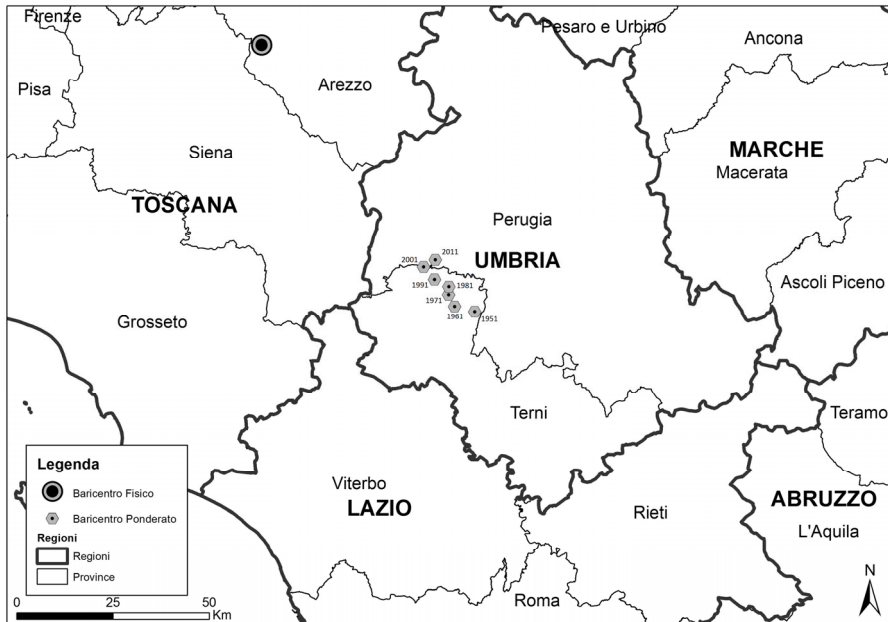 Firenze
Pesaro e Urbino
Ancona
Pisa
Arezzo
Siena
MARCHE
Macerata
TOSCANA
Perugia
UMBRIA
2001
2011
1991
1981
1971
1961
1951
Ascoli Piceno
Grosseto
Terni
Teramo
Viterbo
LAZIO
Rieti
ABRUZZO
L'Aquila
Roma
Legenda
Baricentro Fisico
Baricentro Ponderato
Regioni
Regioni
Province
0 25 50
Km
N